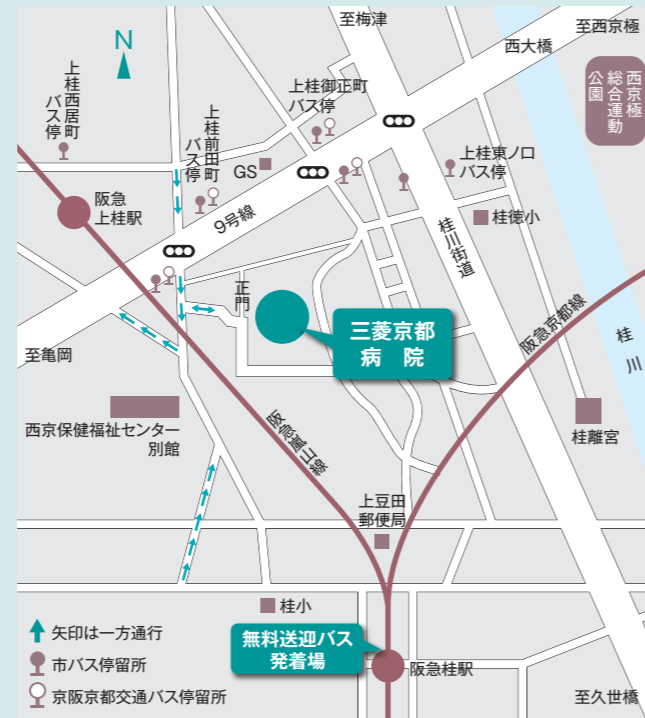 至梅津
至西京極
西大橋
N
西京極
総合運動
公園
上桂西居町
バス停
上桂御正町
バス停
上桂前田町
バス停
GS
上桂東ノ口
バス停
阪急
上桂駅
9号線
桂徳小
桂川街道
正門
三菱京都
病 院
阪急京都線
桂川
至亀岡
西京保健福祉センター
別館
阪急嵐山線
桂離宮
上豆田
郵便局
桂小
無料送迎バス
発着場
阪急桂駅
矢印は一方通行
市バス停留所
京阪京都交通バス停留所
至久世橋